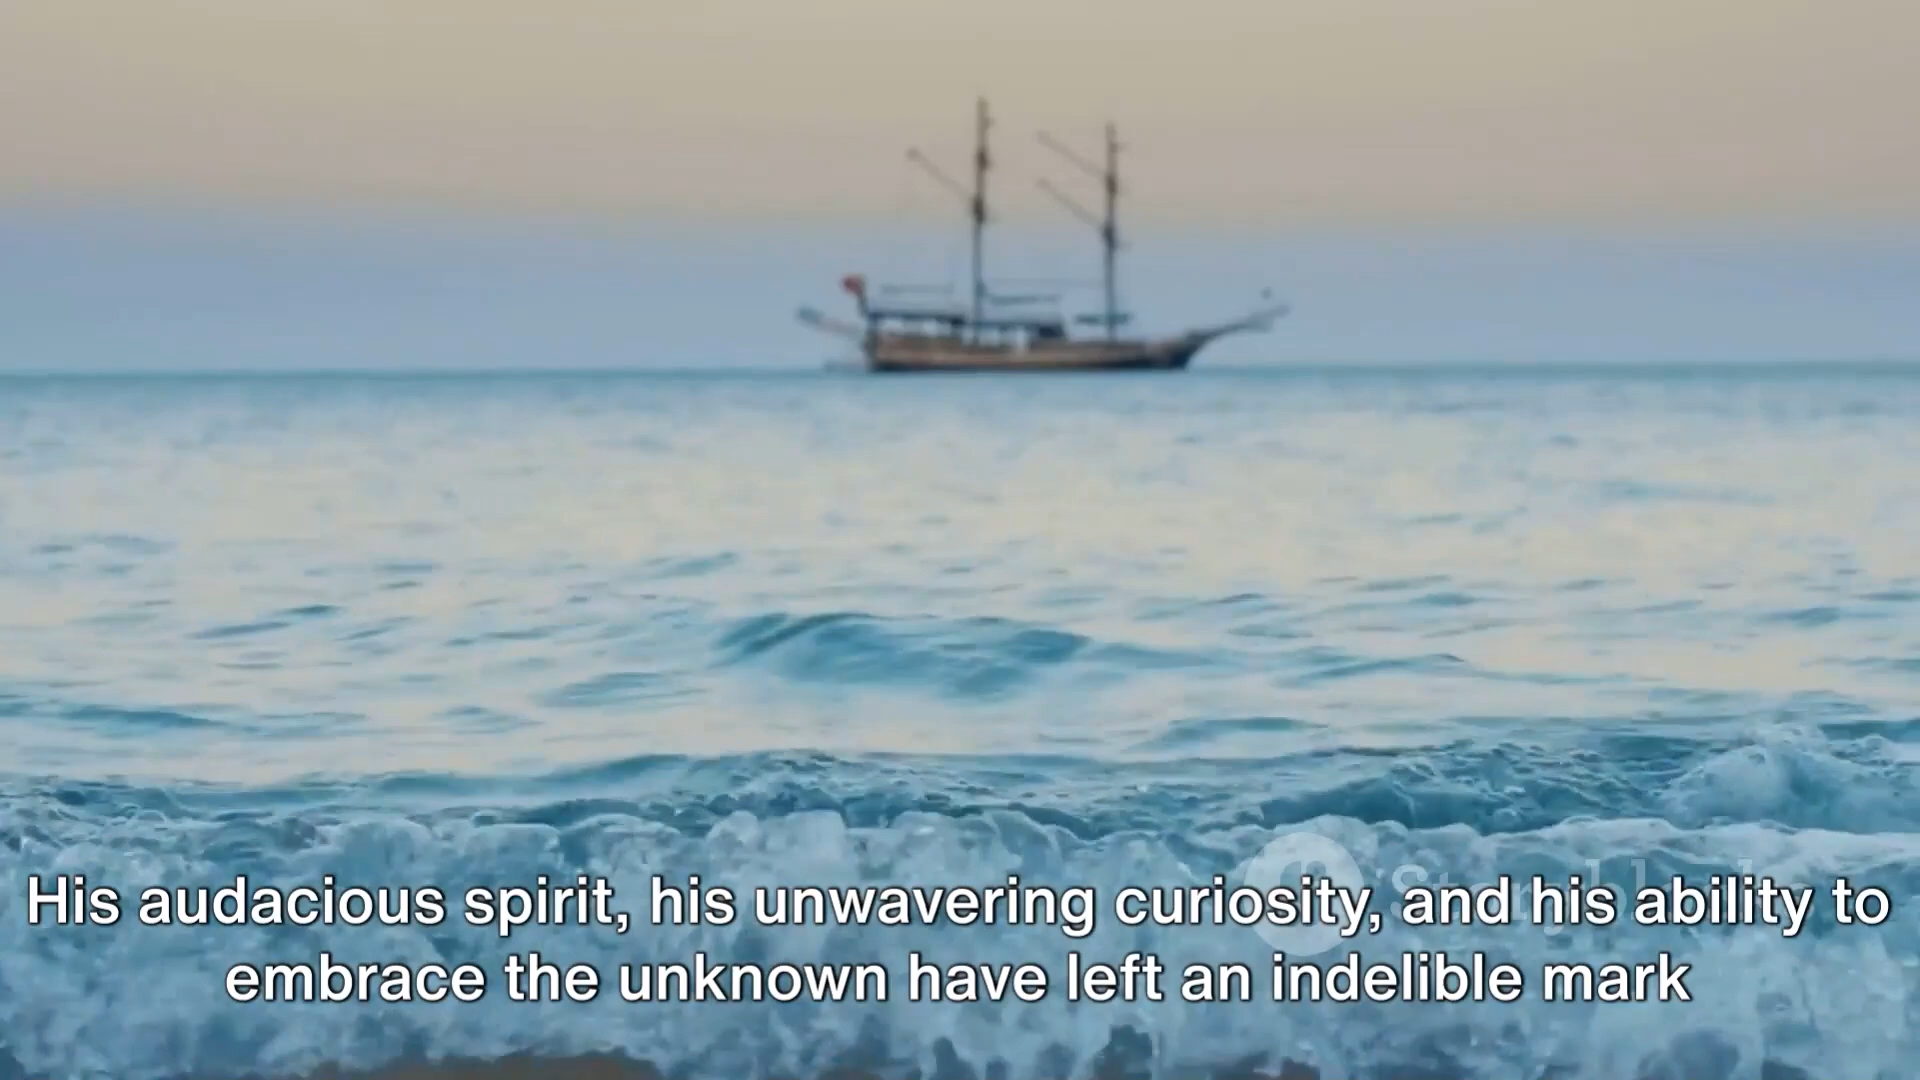 His audacious spirit, his unwavering curiosity, and his ability to
embrace the unknown have left an indelible mark